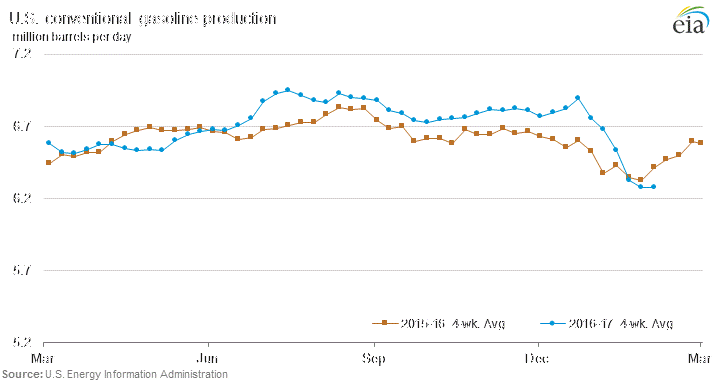 U.S. conventional gasoline production
million barrels per day
eia
7.2
6.7
6.2
5.7
5.2
2015-16 4-wk. Avg
2016-17 4-wk. Avg
Mar
Jun
Sep
Dec
Mar
Source: U.S. Energy Information Administration